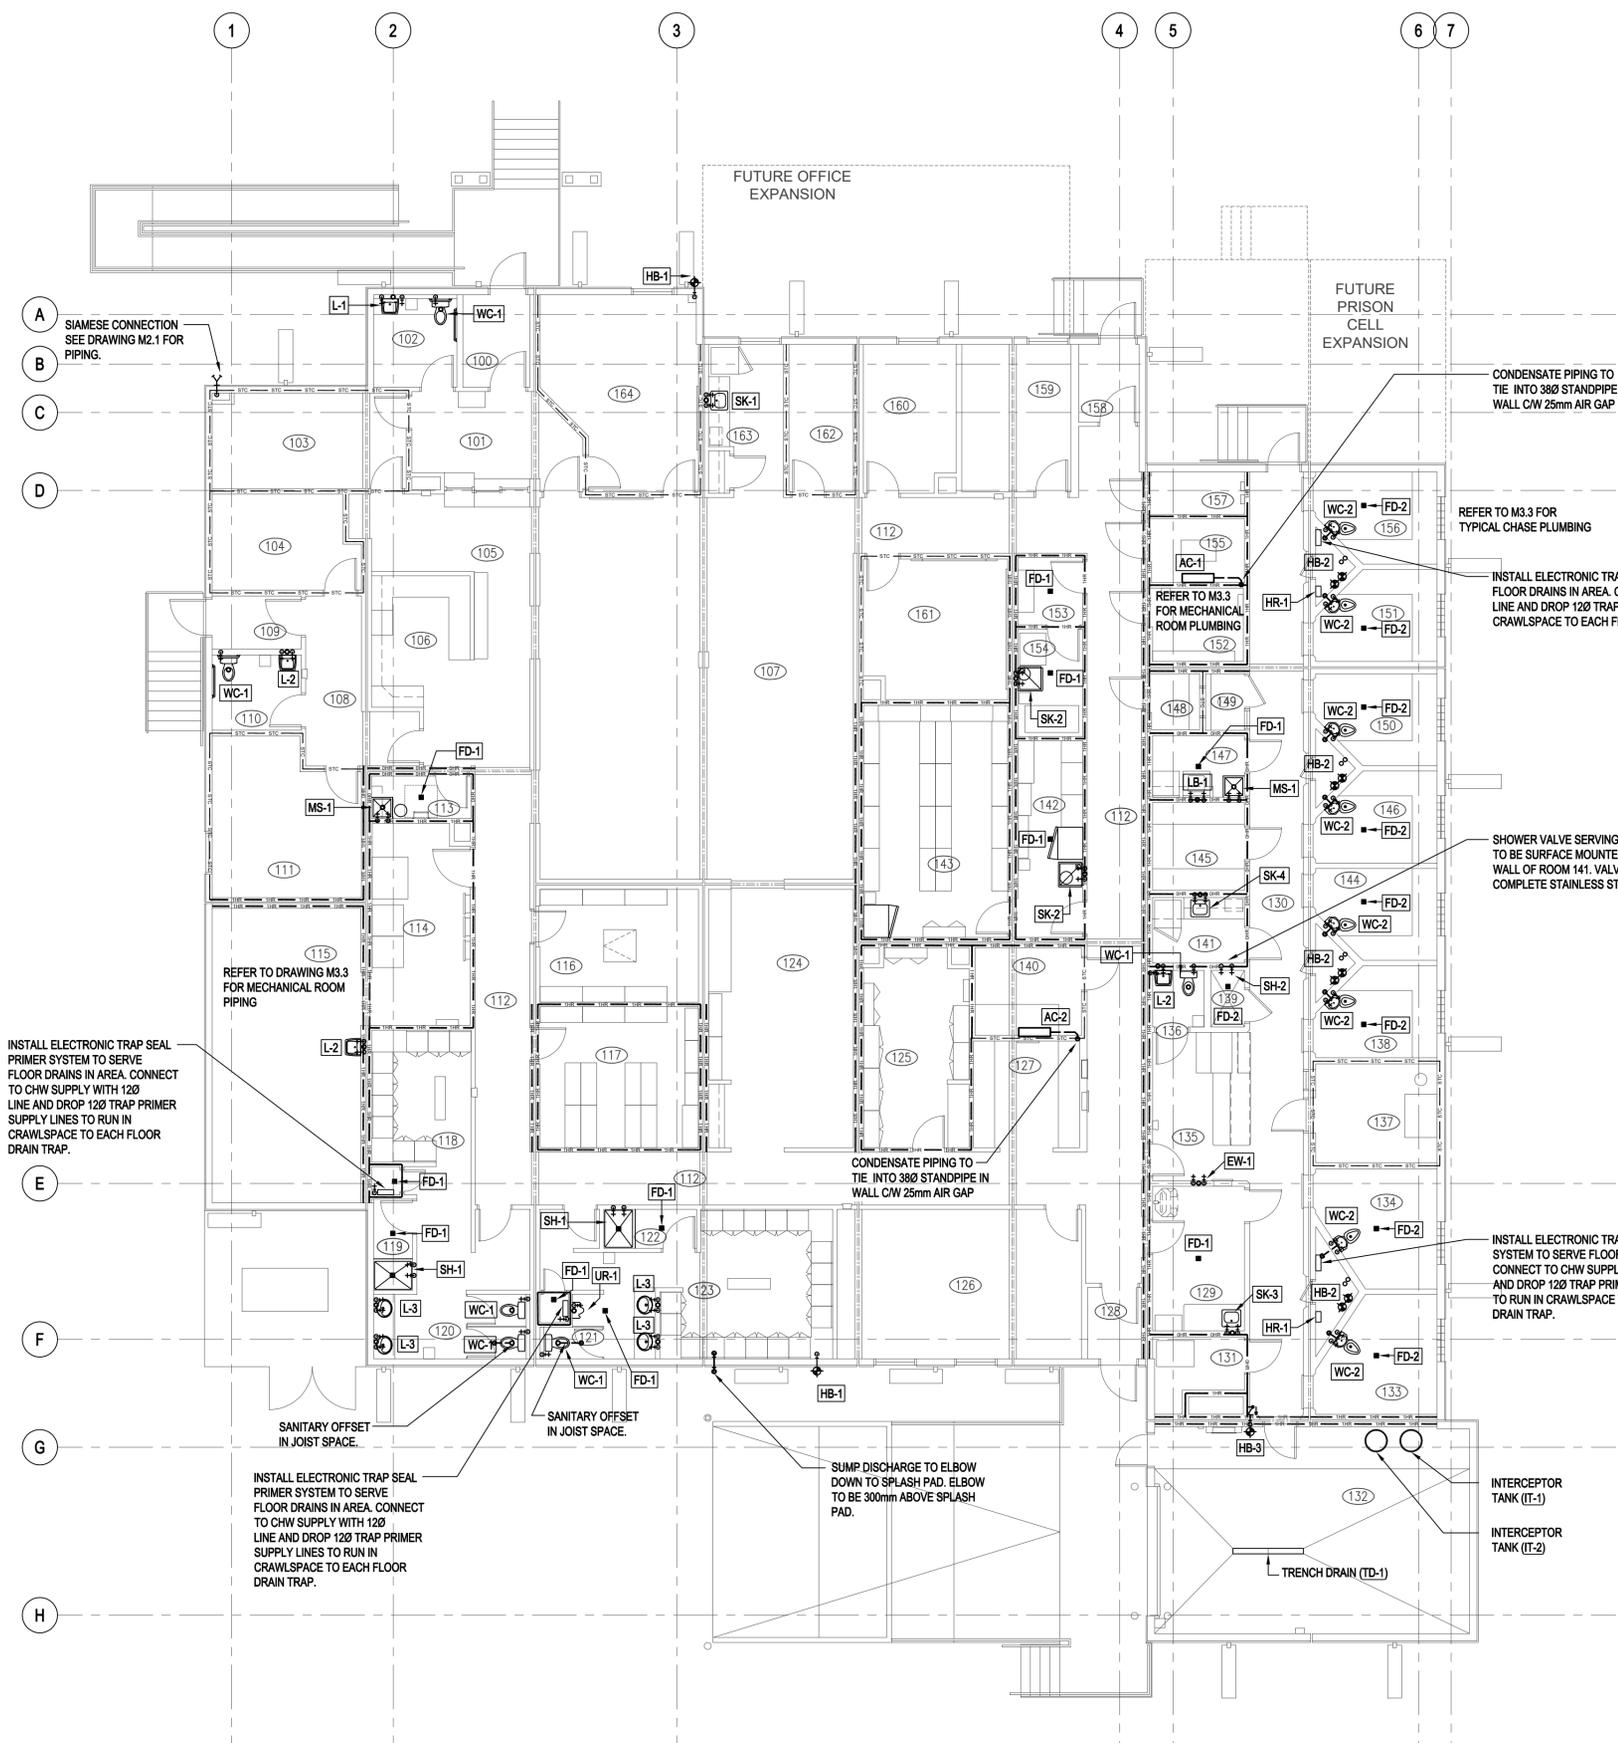 1
2
3
4
5
6
7
FUTURE OFFICE
EXPANSION
HB-1
FUTURE
PRISON
CELL
EXPANSION
A
L-1
WC-1
SIAMESE CONNECTION
SEE DRAWING M2.1 FOR
PIPING.
102
100
B
164
159
160
158
CONDENSATE PIPING TO
TIE INTO 38Ø STANDPIPE
WALL C/W 25mm AIR GAP
C
SK-1
163
162
103
101
D
157
WC-2
FD-2
156
REFER TO M3.3 FOR
TYPICAL CHASE PLUMBING
104
105
112
155
AC-1
HB-2
FD-1
INSTALL ELECTRONIC TRA
FLOOR DRAINS IN AREA. C
LINE AND DROP 12Ø TRAP
CRAWLSPACE TO EACH F
REFER TO M3.3
FOR MECHANICAL
ROOM PLUMBING
HR-1
153
161
151
WC-2
FD-2
109
106
154
152
107
FD-1
WC-1
L-2
108
110
SK-2
148
149
WC-2
FD-2
150
FD-1
FD-1
147
HB-2
LB-1
MS-1
MS-1
113
142
112
146
WC-2
FD-2
FD-1
143
SHOWER VALVE SERVING
TO BE SURFACE MOUNTE
WALL OF ROOM 141. VALV
COMPLETE STAINLESS ST
145
111
SK-4
144
130
FD-2
SK-2
WC-2
114
141
115
REFER TO DRAWING M3.3
FOR MECHANICAL ROOM
PIPING
116
124
WC-1
140
HB-2
L-2
SH-2
139
112
FD-2
AC-2
WC-2
FD-2
136
138
L-2
117
125
127
INSTALL ELECTRONIC TRAP SEAL
PRIMER SYSTEM TO SERVE
FLOOR DRAINS IN AREA. CONNECT
TO CHW SUPPLY WITH 12Ø
LINE AND DROP 12Ø TRAP PRIMER
SUPPLY LINES TO RUN IN
CRAWLSPACE TO EACH FLOOR
DRAIN TRAP.
118
137
135
CONDENSATE PIPING TO
TIE INTO 38Ø STANDPIPE IN
WALL C/W 25mm AIR GAP
EW-1
E
FD-1
112
FD-1
134
SH-1
122
WC-2
FD-2
FD-1
119
INSTALL ELECTRONIC TRA
SYSTEM TO SERVE FLOOR
CONNECT TO CHW SUPPL
AND DROP 12Ø TRAP PRIM
TO RUN IN CRAWLSPACE
DRAIN TRAP.
FD-1
SH-1
FD-1
UR-1
L-3
123
126
129
SK-3
HB-2
L-3
WC-1
128
L-3
HR-1
120
121
F
L-3
WC-1
131
FD-2
WC-2
WC-1
FD-1
HB-1
133
SANITARY OFFSET
IN JOIST SPACE.
SANITARY OFFSET
IN JOIST SPACE.
G
HB-3
INSTALL ELECTRONIC TRAP SEAL
PRIMER SYSTEM TO SERVE
FLOOR DRAINS IN AREA. CONNECT
TO CHW SUPPLY WITH 12Ø
LINE AND DROP 12Ø TRAP PRIMER
SUPPLY LINES TO RUN IN
CRAWLSPACE TO EACH FLOOR
DRAIN TRAP.
SUMP DISCHARGE TO ELBOW
DOWN TO SPLASH PAD. ELBOW
TO BE 300mm ABOVE SPLASH
PAD.
132
INTERCEPTOR
TANK (IT-1)
INTERCEPTOR
TANK (IT-2)
TRENCH DRAIN (TD-1)
H